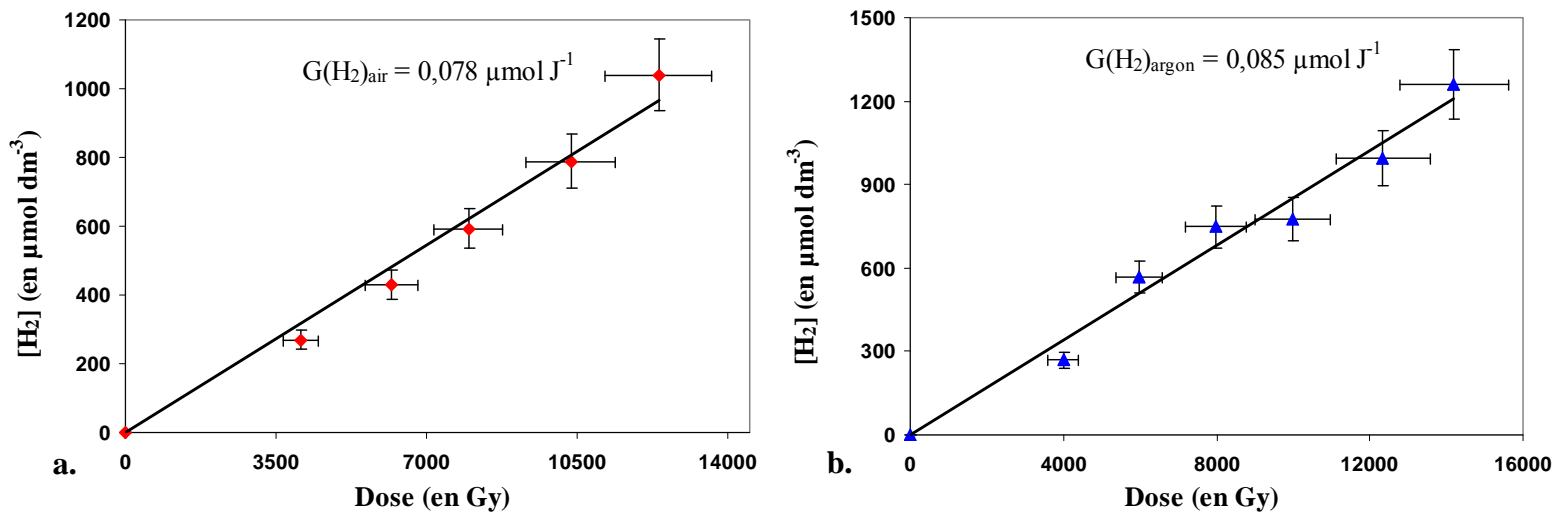 1200
1000
800
600
400
200
0
[H2] (en µmol dm-3)
G(H2)air = 0,078 µmol J-1
0 3500 7000 10500 14000
a.
Dose (en Gy)
1500
1200
900
600
300
0
[H2] (en µmol dm-3)
G(H2)argon = 0,085 µmol J-1
0 4000 8000 12000 16000
b.
Dose (en Gy)